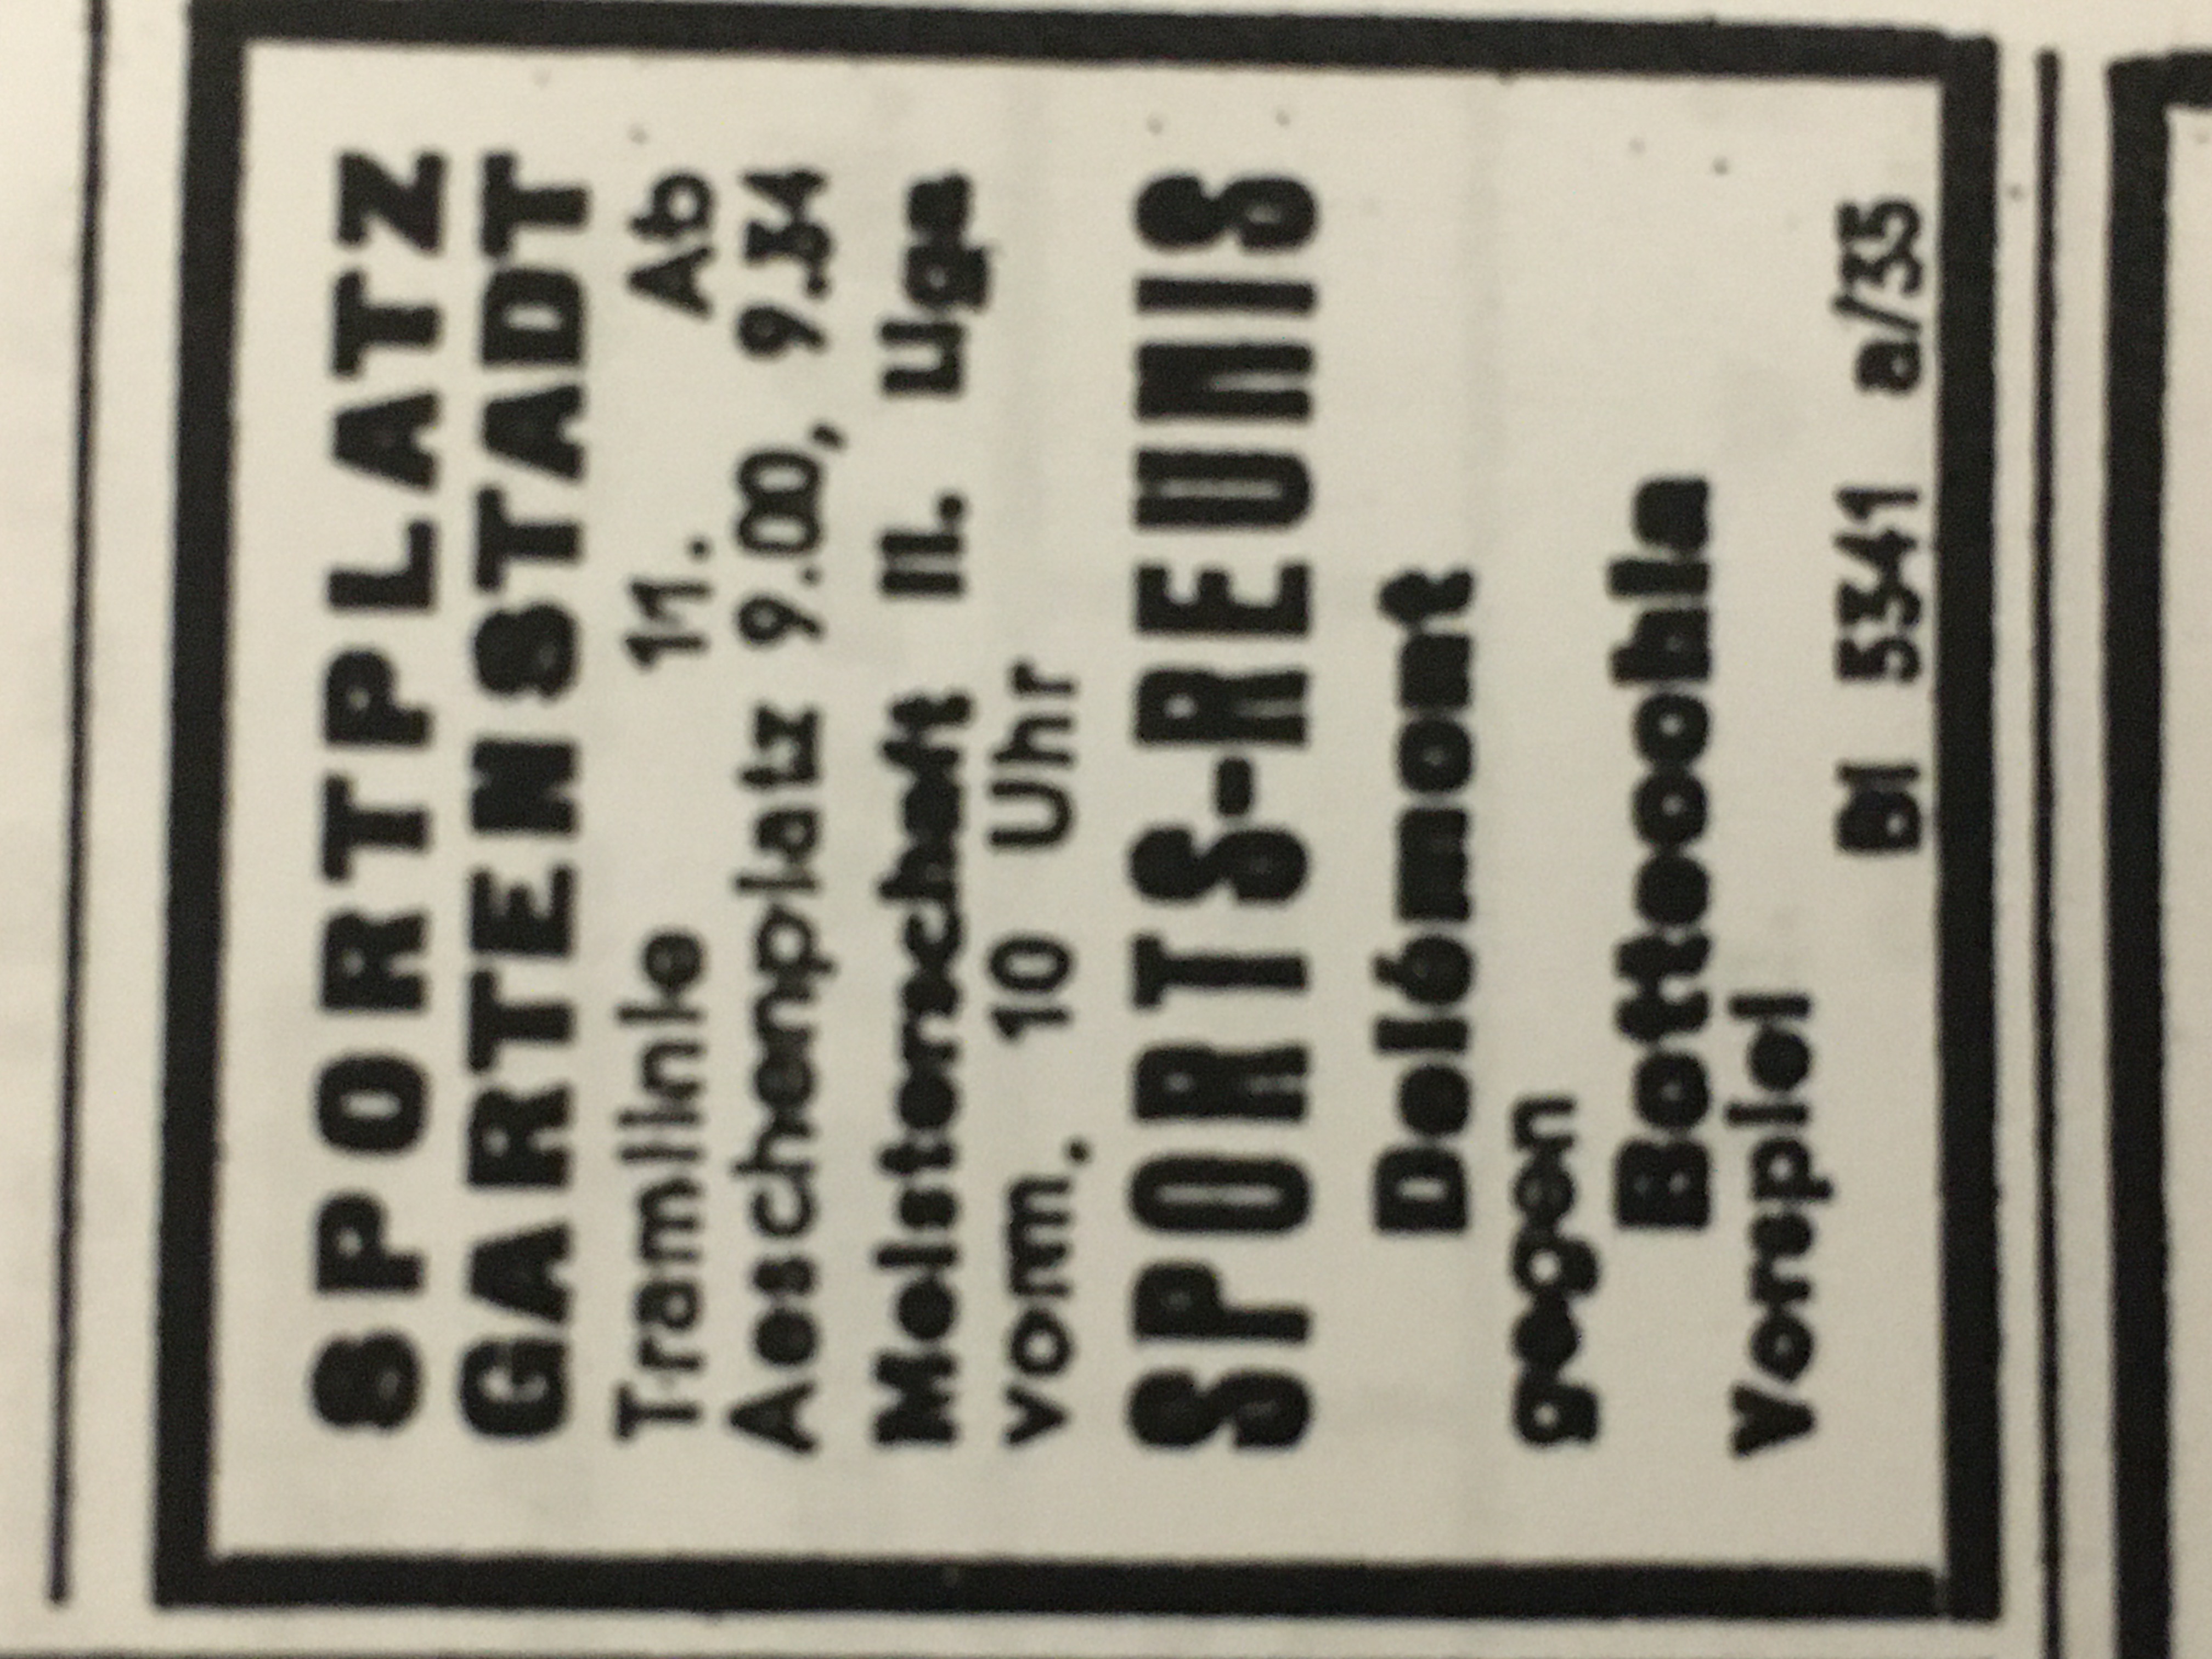 SPORTPLATZ
GARTENSTADT
Tramlinie 11. Ab
Aeschenplatz 9.00, 9.34
Meisterschaft II. Liga
vorm. 10 Uhr
SPORTS-REUNIS
Delémont
gegen
Bottecchia
Vorspiel
BI 5341 a/35